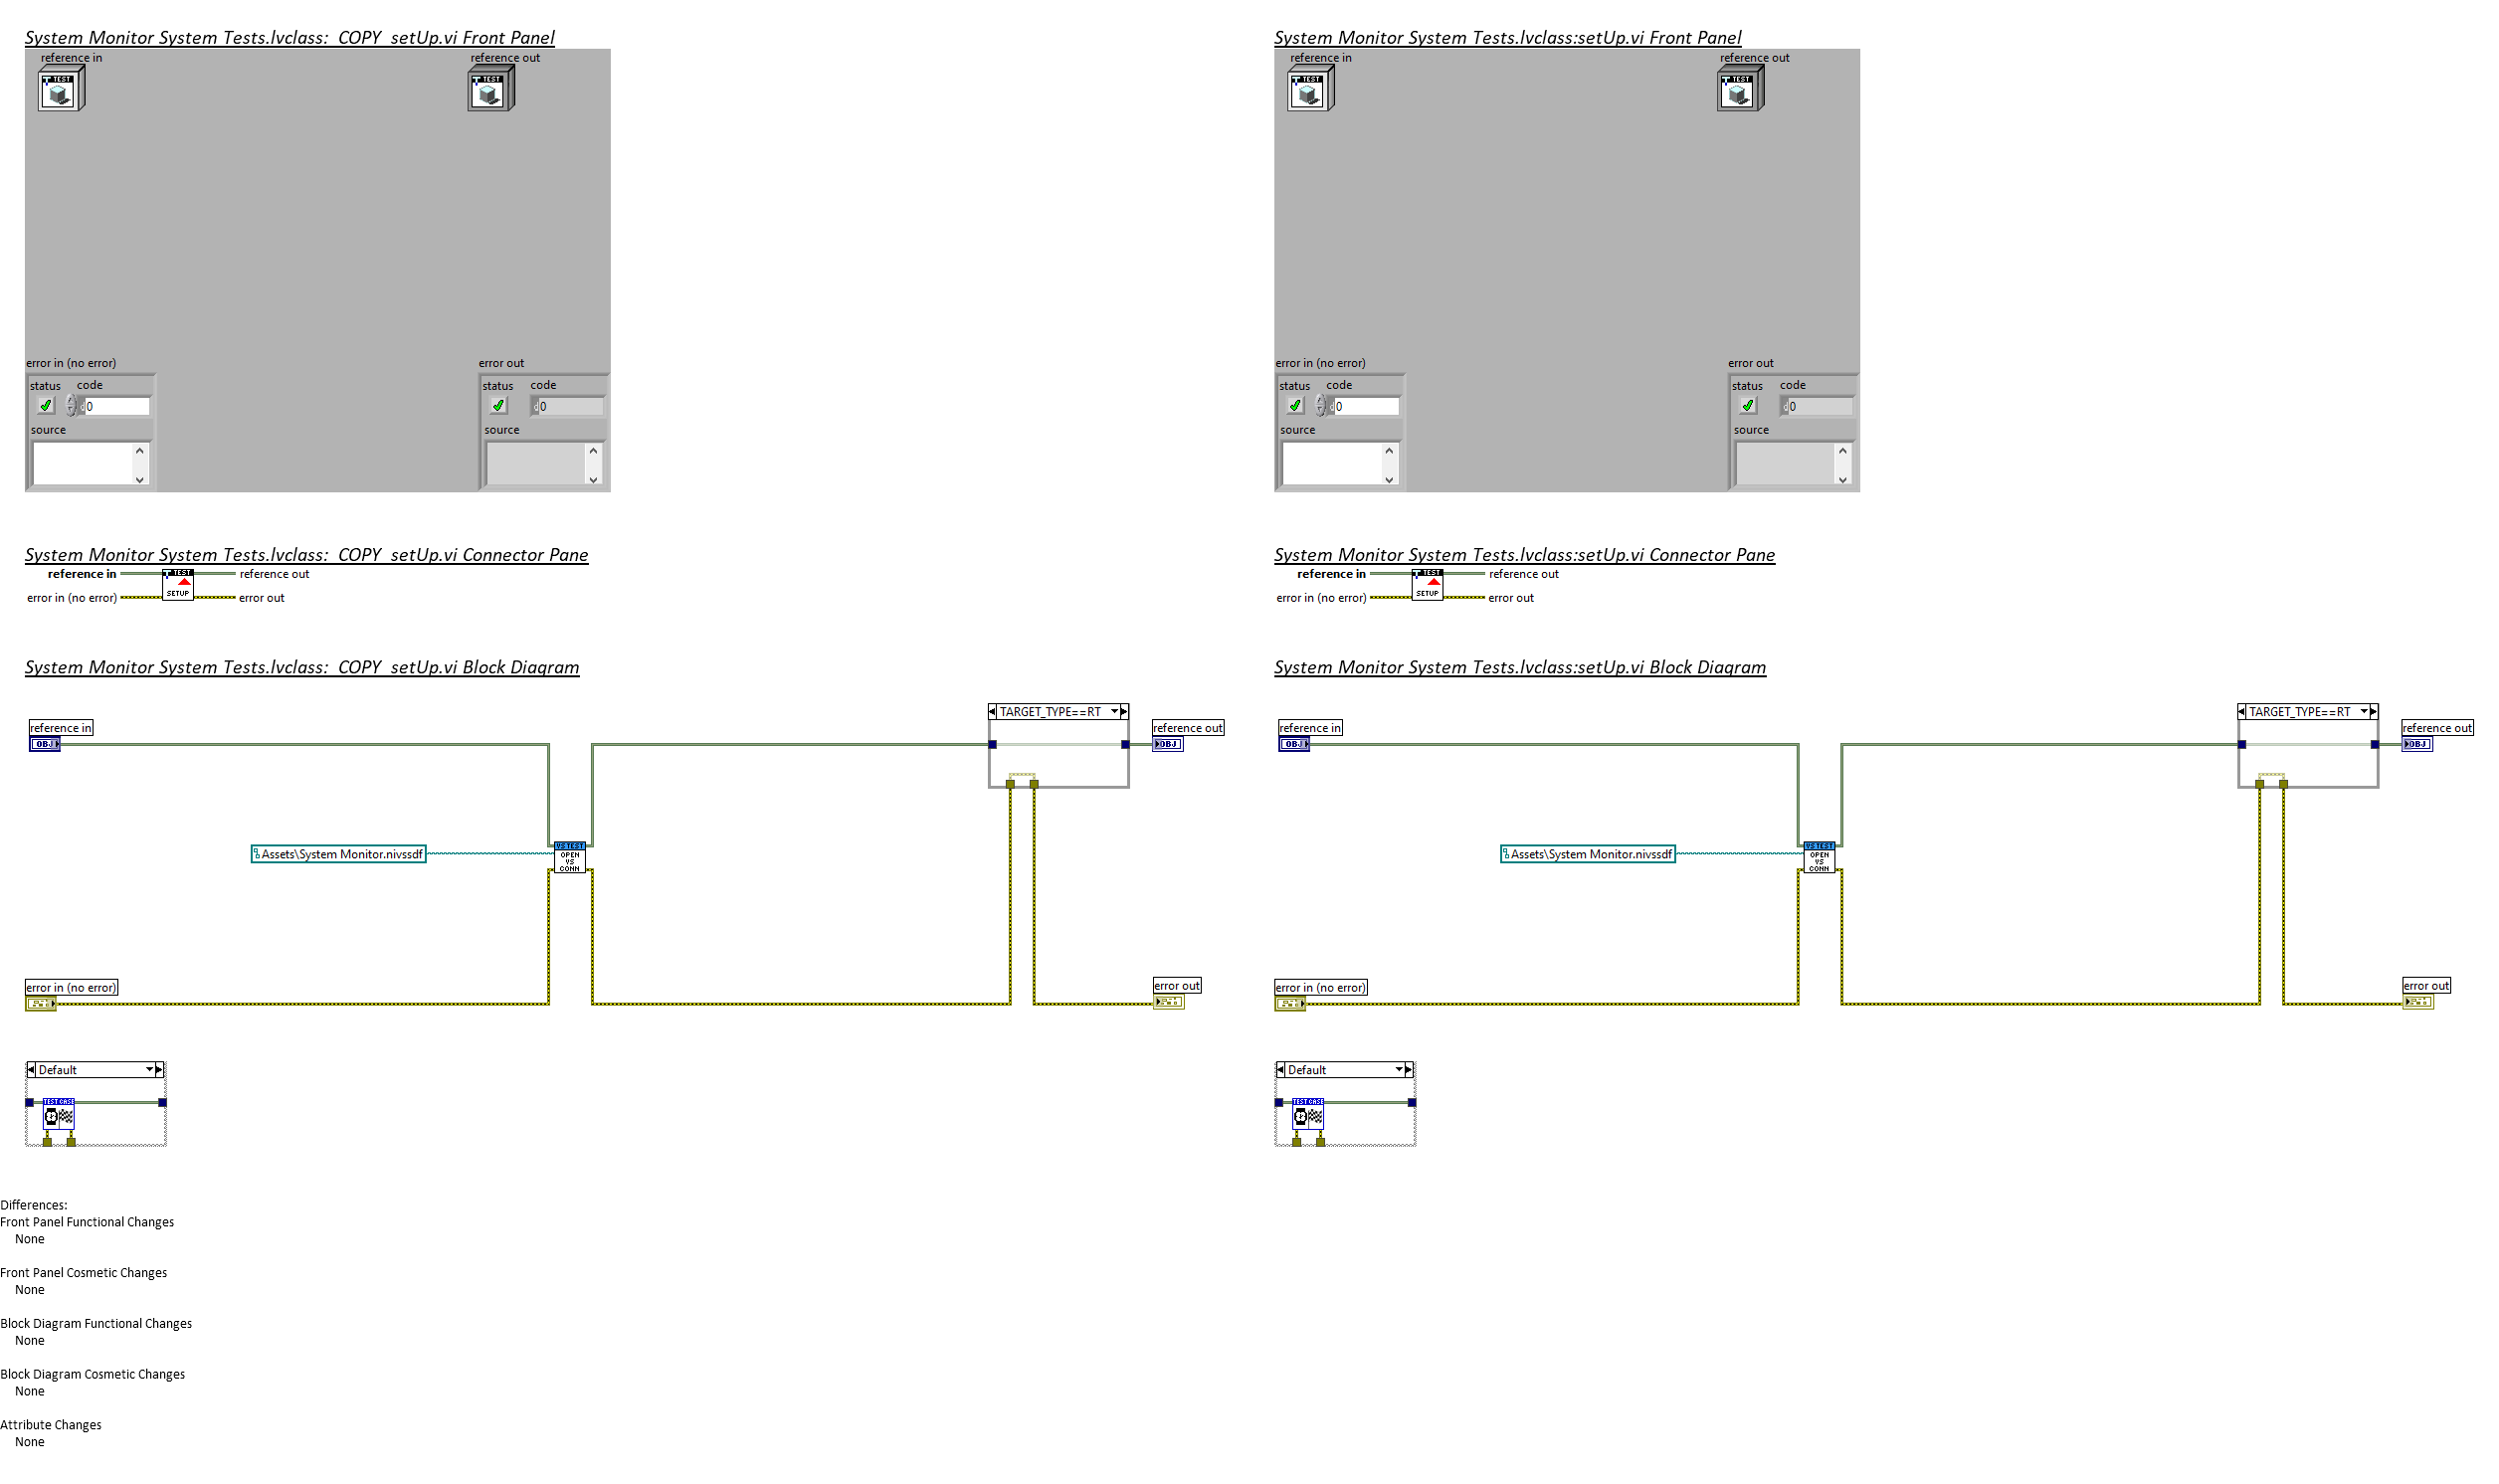 System Monitor System Tests.lvclass:_COPY_setUp.vi Front Panel
reference in
reference out
TEST
TEST
error in (no error)
error out
status code
status code
d 0
d 0
source
source
System Monitor System Tests.lvclass:_COPY_setUp.vi Connector Pane
reference in
TEST
reference out
SETUP
error in (no error)
error out
System Monitor System Tests.lvclass:_COPY_setUp.vi Block Diagram
TARGET_TYPE==RT
reference in
reference out
OBJ
OBJ
Assets\System Monitor.nivssdf
VS TEST
OPEN
VS
CONN
error in (no error)
error out
Default
TEST CASE
System Monitor System Tests.lvclass:setUp.vi Front Panel
reference in
reference out
TEST
TEST
error in (no error)
error out
status code
status code
d 0
d 0
source
source
System Monitor System Tests.lvclass:setUp.vi Connector Pane
reference in
TEST
reference out
SETUP
error in (no error)
error out
System Monitor System Tests.lvclass:setUp.vi Block Diagram
TARGET_TYPE==RT
reference in
reference out
OBJ
OBJ
Assets\System Monitor.nivssdf
VS TEST
OPEN
VS
CONN
error in (no error)
error out
Default
TEST CASE
Differences:
Front Panel Functional Changes
None
Front Panel Cosmetic Changes
None
Block Diagram Functional Changes
None
Block Diagram Cosmetic Changes
None
Attribute Changes
None